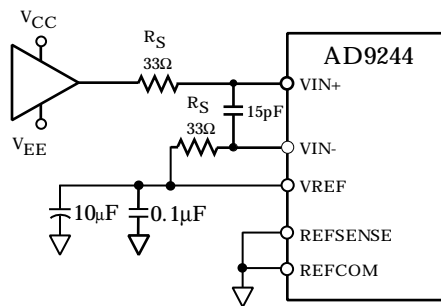 VCC
RS
33Ω
AD9244
VIN+
RS
33Ω
15pF
VEE
VIN-
VREF
10µF
0.1µF
REFSENSE
REFCOM